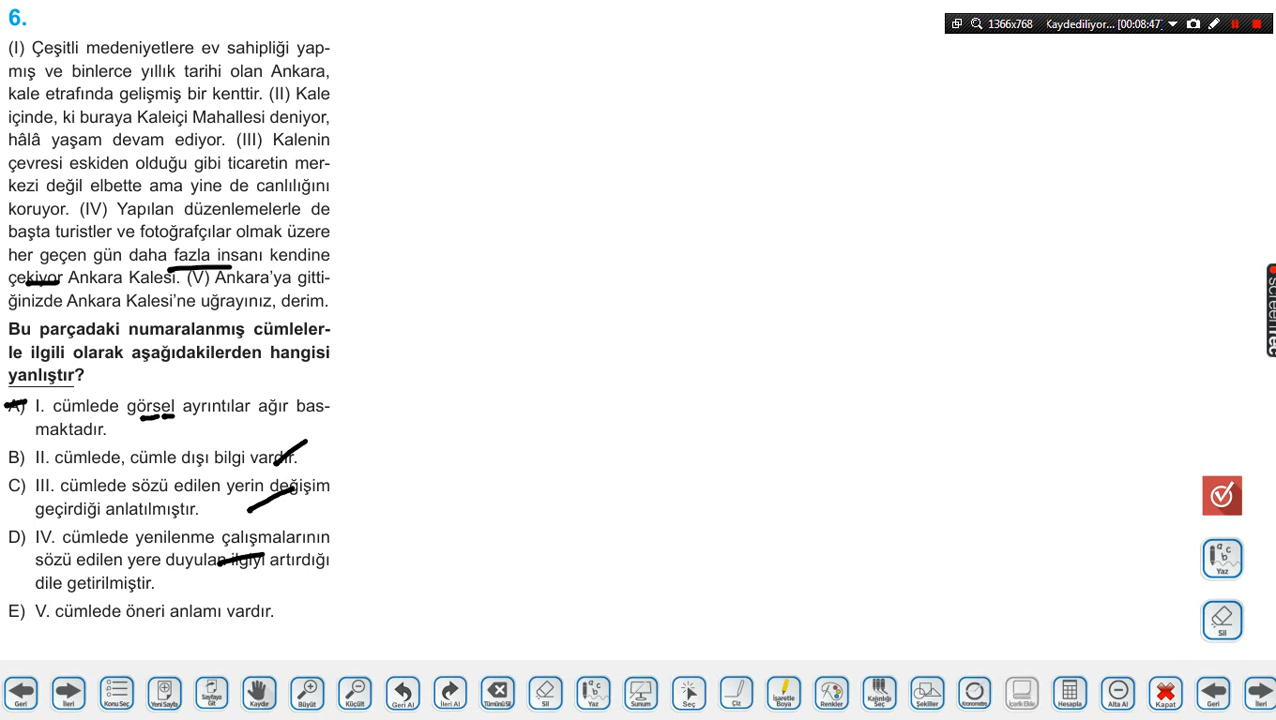 6.
1366x768 Kaydediliyor... [00:08:47]
(I) Çeşitli medeniyetlere ev sahipliği yap-
mış ve binlerce yıllık tarihi olan Ankara,
kale etrafında gelişmiş bir kenttir. (II) Kale
içinde, ki buraya Kaleiçi Mahallesi deniyor,
hâlâ yaşam devam ediyor. (III) Kalenin
çevresi eskiden olduğu gibi ticaretin mer-
kezi değil elbette ama yine de canlılığını
koruyor. (IV) Yapılan düzenlemelerle de
başta turistler ve fotoğrafçılar olmak üzere
her geçen gün daha fazla insanı kendine
çekiyor Ankara Kalesi. (V) Ankara'ya gitti-
ğinizde Ankara Kalesi'ne uğrayınız, derim.
Bu parçadaki numaralanmış cümleler-
le ilgili olarak aşağıdakilerden hangisi
yanlıştır?
A) I. cümlede görsel ayrıntılar ağır bas-
maktadır.
B) II. cümlede, cümle dışı bilgi vardır.
C) III. cümlede sözü edilen yerin değişim
geçirdiği anlatılmıştır.
D) IV. cümlede yenilenme çalışmalarının
sözü edilen yere duyulan ilgiyi artırdığı
dile getirilmiştir.
E) V. cümlede öneri anlamı vardır.
screenrec
a b c
Yaz
Sil
Geri İleri Konu Seç Yeni Sayfa Sayfaya Git Kaydır Büyüt Küçült Geri Al İleri Al Tümünü Sil Sil Yaz Sunum Seç Çiz İşaretle Boya Renkler Kalınlığı Seç Şekiller Kronometre İçerik Ekle Hesapla Alta Al Kapat Geri İleri